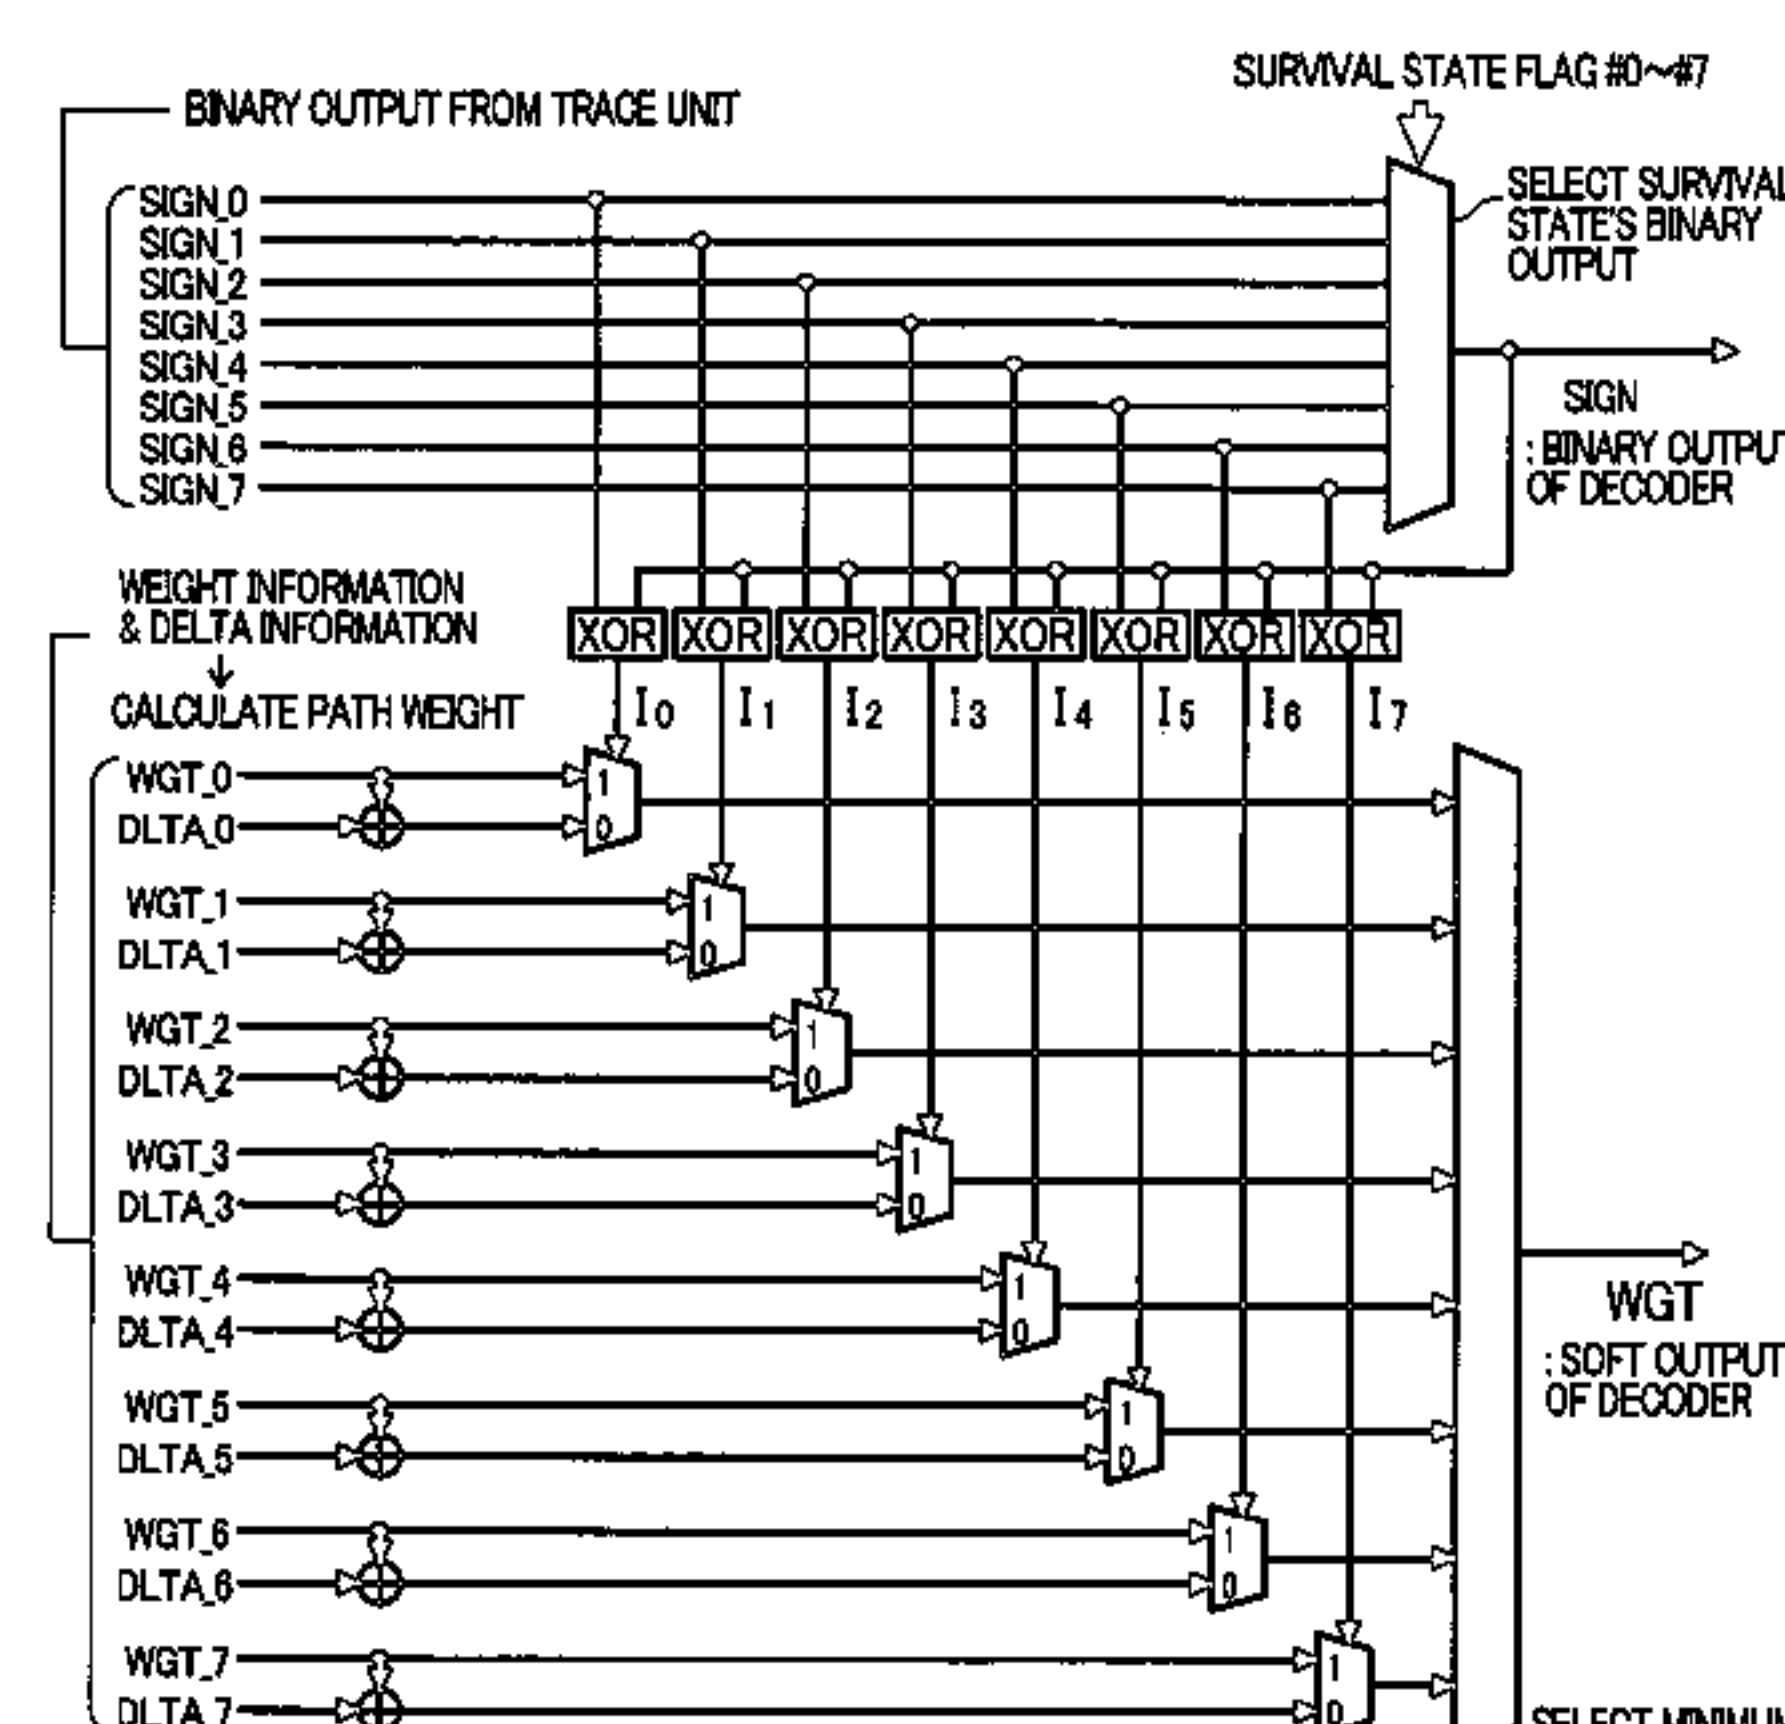 SURVIVAL STATE FLAG #0~#7
BINARY OUTPUT FROM TRACE UNIT
SELECT SURVIVAL
STATE'S BINARY
OUTPUT
SIGN_0
SIGN_1
SIGN_2
SIGN_3
SIGN_4
SIGN_5
SIGN_6
SIGN_7
SIGN
: BINARY OUTPUT
OF DECODER
WEIGHT INFORMATION
& DELTA INFORMATION
↓
CALCULATE PATH WEIGHT
XOR XOR XOR XOR XOR XOR XOR XOR
I0 I1 I2 I3 I4 I5 I6 I7
WGT_0 1
DLTA_0 0
WGT_1 1
DLTA_1 0
WGT_2 1
DLTA_2 0
WGT_3 1
DLTA_3 0
WGT_4 1
DLTA_4 0
WGT_5 1
DLTA_5 0
WGT_6 1
DLTA_6 0
WGT_7 1
DLTA_7 0
WGT
: SOFT OUTPUT
OF DECODER
SELECT MINIMUM